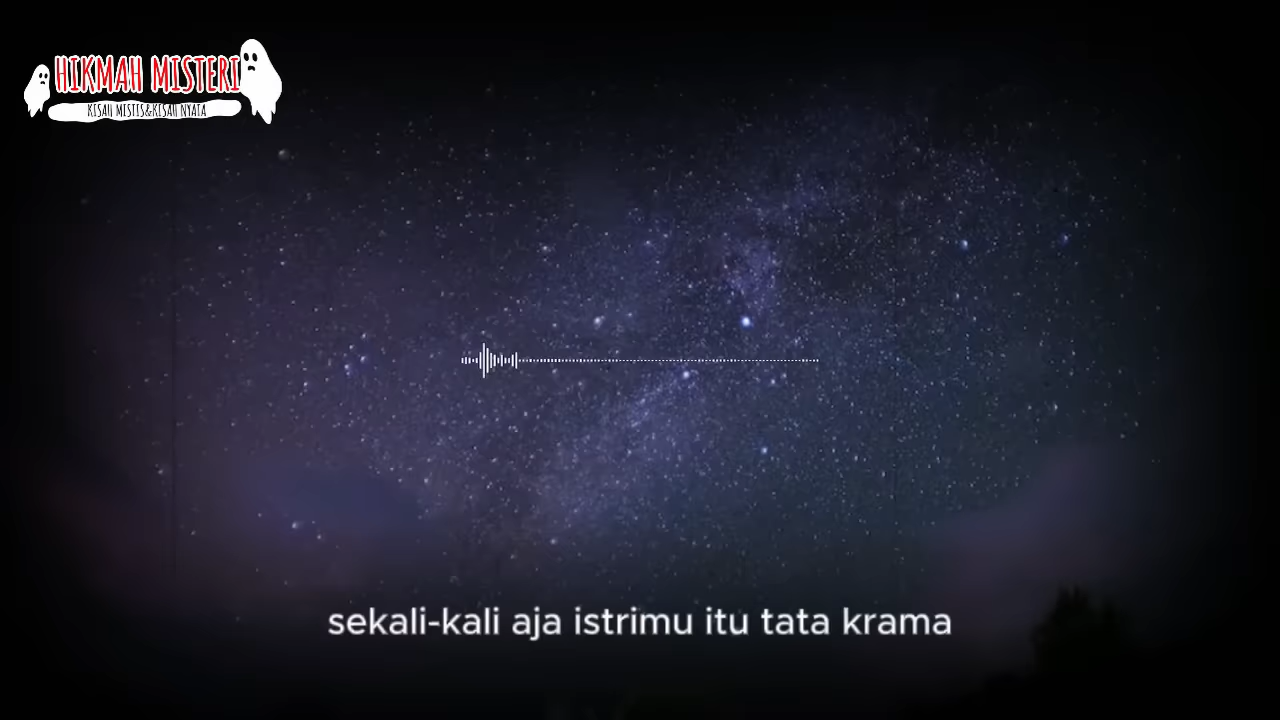 HIKMAH MISTERI
KISAH MISTIS&KISAH NYATA
sekali-kali aja istrimu itu tata krama